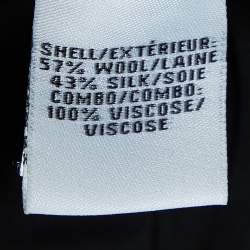 SHELL/EXTÉRIEUR:
57% WOOL/LAINE
43% SILK/SOIE
COMBO/COMBO:
100% VISCOSE/
VISCOSE